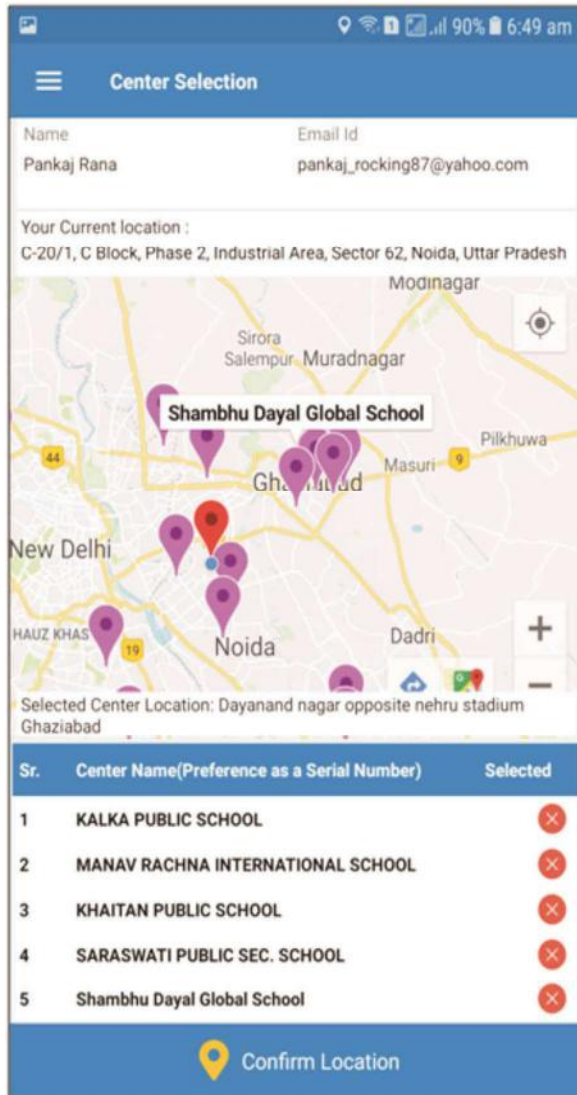 90% 6:49 am
Center Selection
Name Email Id
Pankaj Rana pankaj_rocking87@yahoo.com
Your Current location :
C-20/1, C Block, Phase 2, Industrial Area, Sector 62, Noida, Uttar Pradesh
Modinagar
Sirora
Salempur Muradnagar
Shambhu Dayal Global School
Pilkhuwa
44
Masuri 9
New Delhi
HAUZ KHAS
19
Noida
Dadri
+
−
Selected Center Location: Dayanand nagar opposite nehru stadium
Ghaziabad
Sr. Center Name(Preference as a Serial Number) Selected
1 KALKA PUBLIC SCHOOL
2 MANAV RACHNA INTERNATIONAL SCHOOL
3 KHAITAN PUBLIC SCHOOL
4 SARASWATI PUBLIC SEC. SCHOOL
5 Shambhu Dayal Global School
Confirm Location